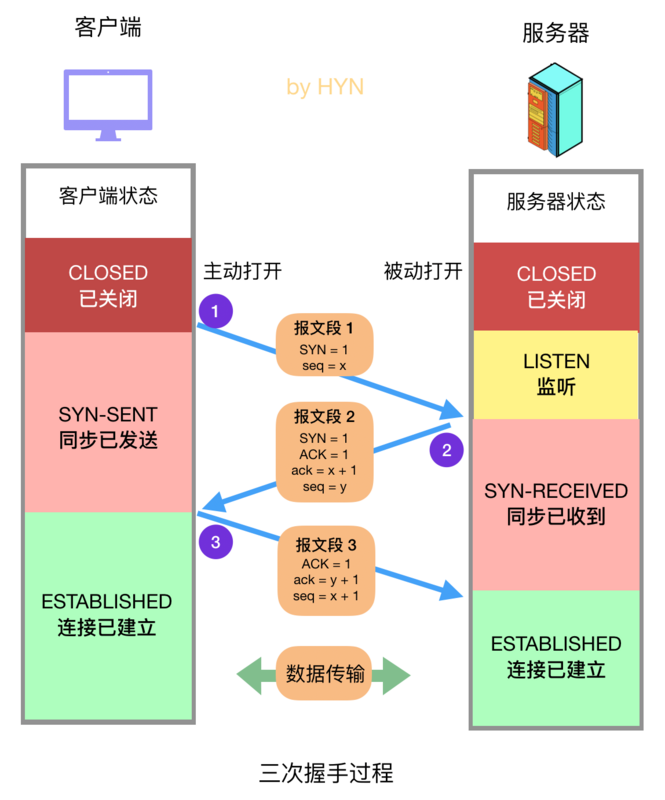 客户端
服务器
by HYN
客户端状态
服务器状态
CLOSED
已关闭
主动打开
被动打开
CLOSED
已关闭
1
报文段 1
SYN = 1
seq = x
LISTEN
监听
SYN-SENT
同步已发送
报文段 2
SYN = 1
ACK = 1
ack = x + 1
seq = y
2
SYN-RECEIVED
同步已收到
3
报文段 3
ACK = 1
ack = y + 1
seq = x + 1
ESTABLISHED
连接已建立
ESTABLISHED
连接已建立
数据传输
三次握手过程